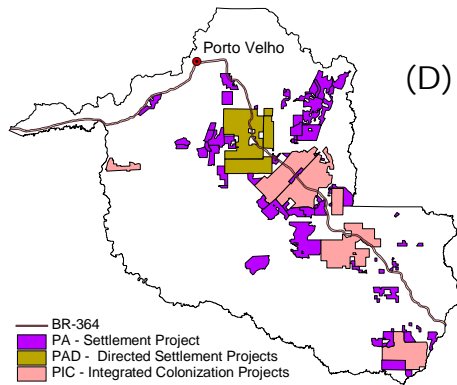 Porto Velho
(D)
BR-364
PA - Settlement Project
PAD - Directed Settlement Projects
PIC - Integrated Colonization Projects